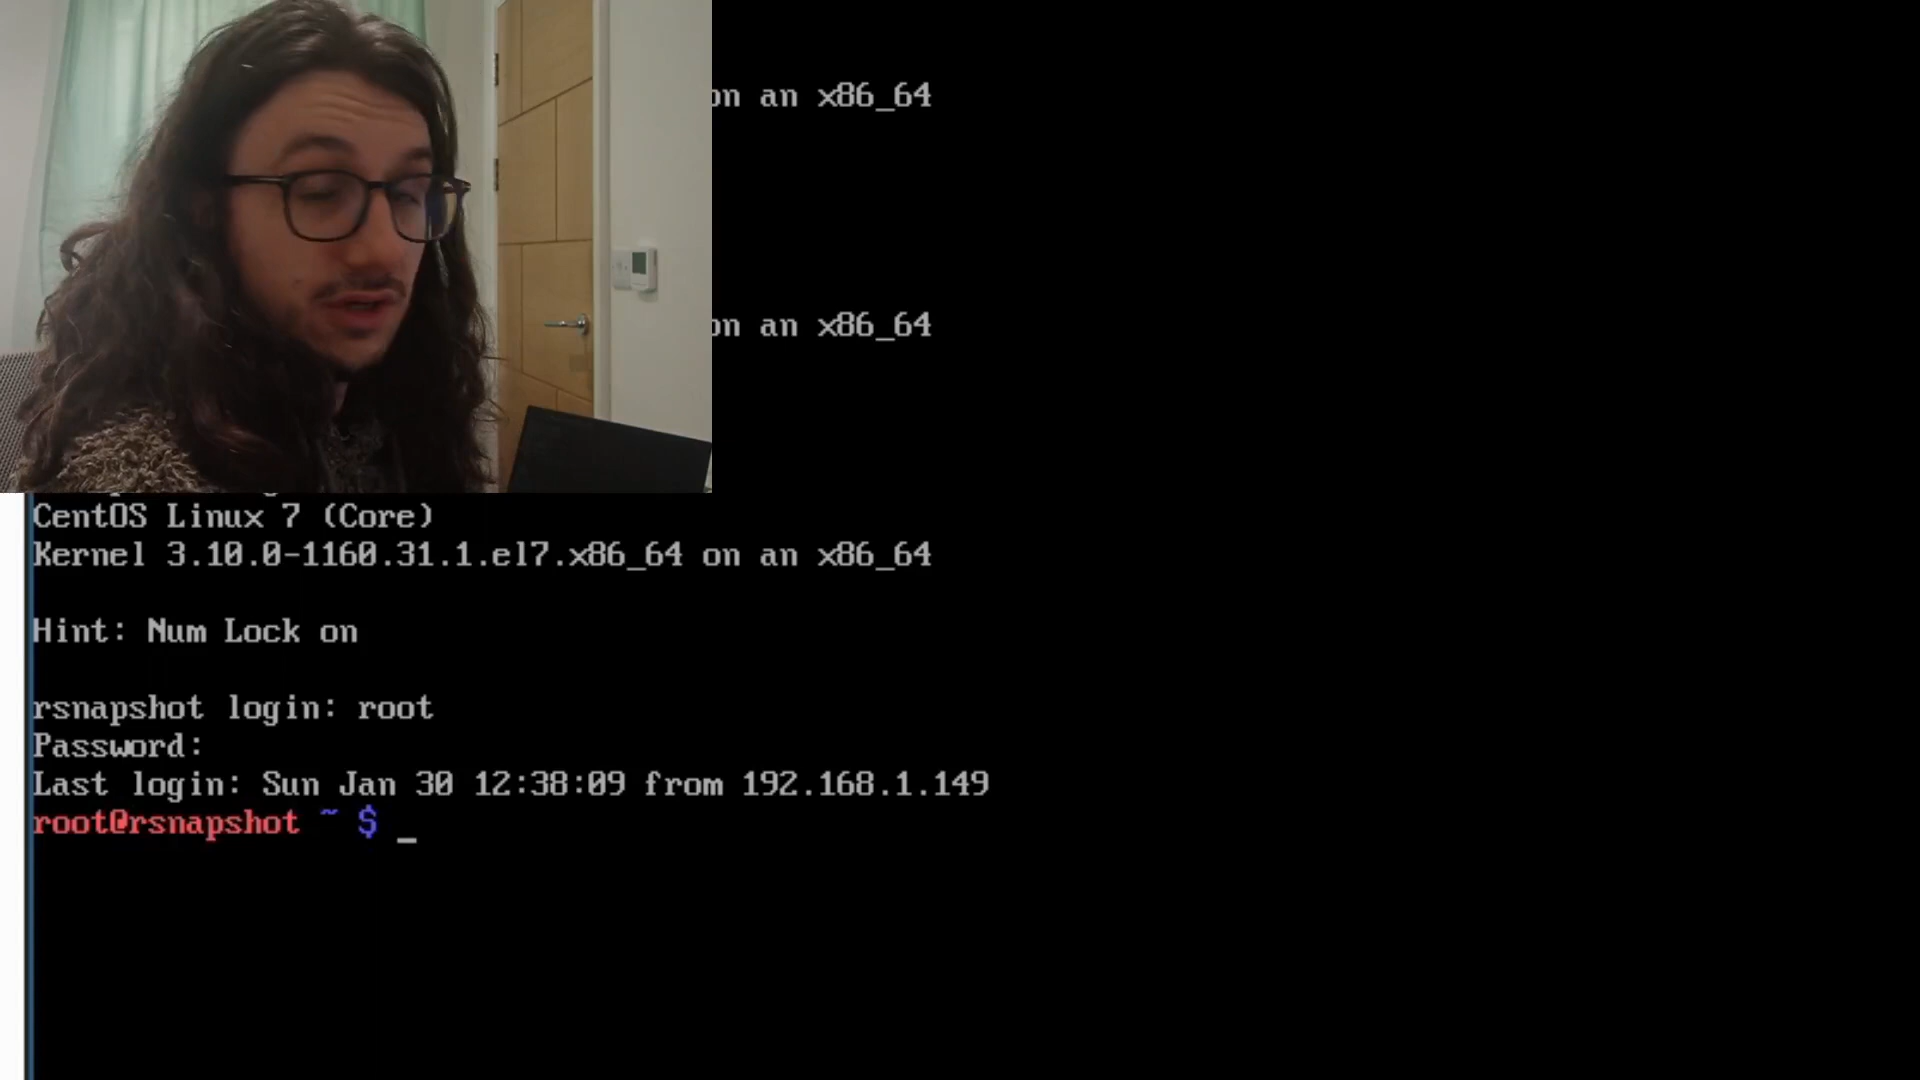 on an x86_64
on an x86_64
CentOS Linux 7 (Core)
Kernel 3.10.0-1160.31.1.el7.x86_64 on an x86_64
Hint: Num Lock on
rsnapshot login: root
Password:
Last login: Sun Jan 30 12:38:09 from 192.168.1.149
root@rsnapshot ~ $ _